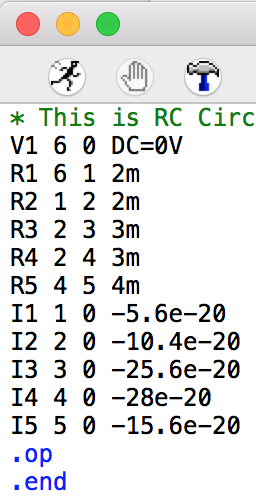 * This is RC Circ
V1 6 0 DC=0V
R1 6 1 2m
R2 1 2 2m
R3 2 3 3m
R4 2 4 3m
R5 4 5 4m
I1 1 0 -5.6e-20
I2 2 0 -10.4e-20
I3 3 0 -25.6e-20
I4 4 0 -28e-20
I5 5 0 -15.6e-20
.op
.end